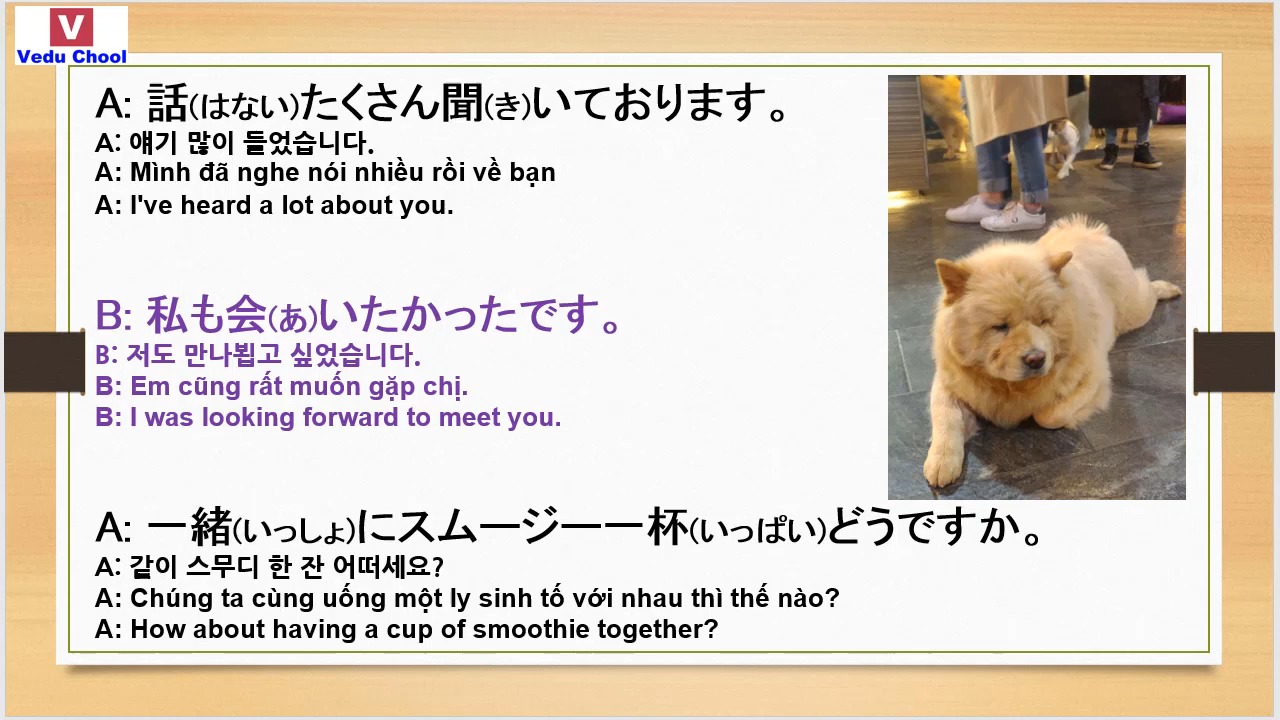 V
Vedu Chool
A: 話(はない)たくさん聞(き)いております。
A: 얘기 많이 들었습니다.
A: Mình đã nghe nói nhiều rồi về bạn
A: I've heard a lot about you.
B: 私も会(あ)いたかったです。
B: 저도 만나뵙고 싶었습니다.
B: Em cũng rất muốn gặp chị.
B: I was looking forward to meet you.
A: 一緒(いっしょ)にスムージー一杯(いっぱい)どうですか。
A: 같이 스무디 한 잔 어떠세요?
A: Chúng ta cùng uống một ly sinh tố với nhau thì thế nào?
A: How about having a cup of smoothie together?